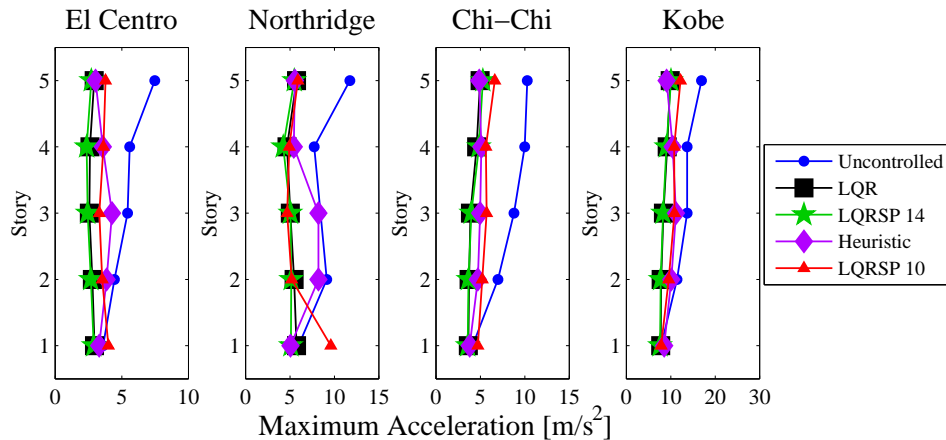 El Centro
Northridge
Chi−Chi
Kobe
Story
5
4
3
2
1
0
5
10
Story
5
4
3
2
1
0
5
10
15
Story
5
4
3
2
1
0
5
10
15
Story
5
4
3
2
1
0
10
20
30
Maximum Acceleration [m/s²]
Uncontrolled
LQR
LQRSP 14
Heuristic
LQRSP 10